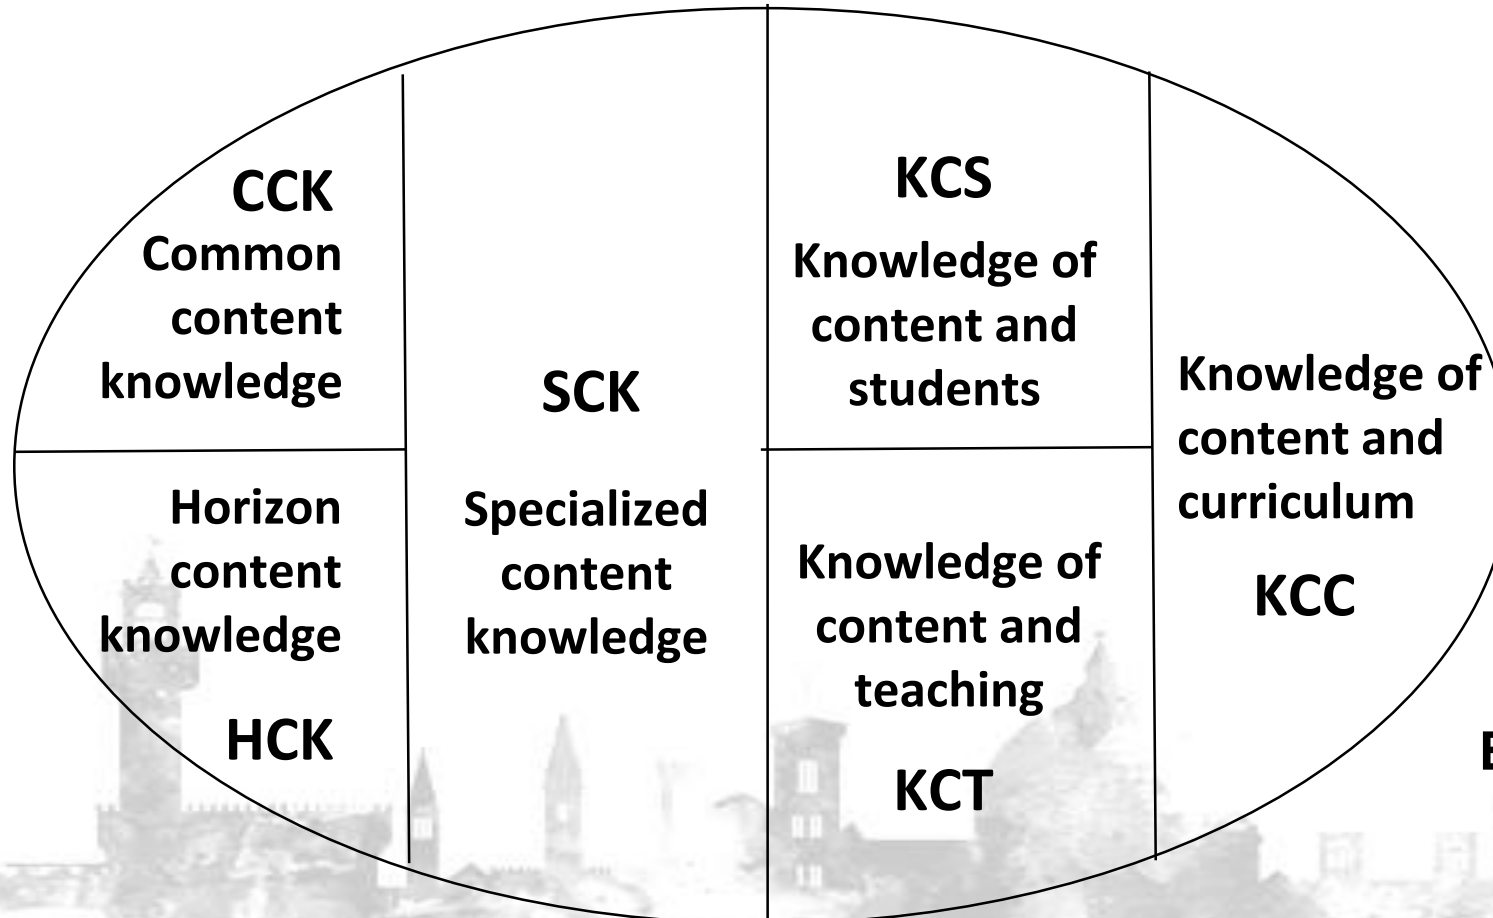 CCK
Common
content
knowledge
Horizon
content
knowledge
HCK
SCK
Specialized
content
knowledge
KCS
Knowledge of
content and
students
Knowledge of
content and
teaching
KCT
Knowledge of
content and
curriculum
KCC